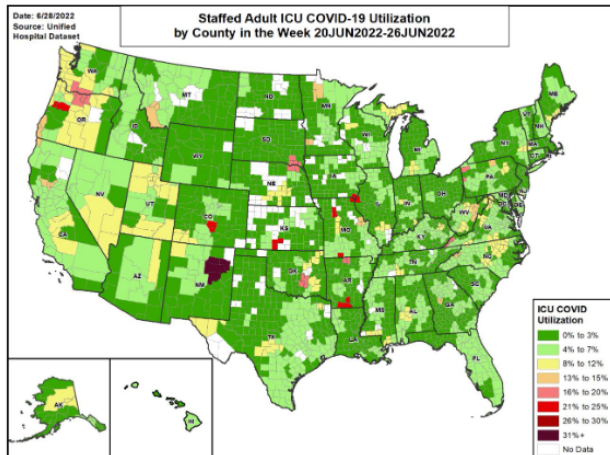 Date: 6/28/2022
Source: Unified
Hospital Dataset
Staffed Adult ICU COVID-19 Utilization
by County in the Week 20JUN2022-26JUN2022
WA
MT
ND
MN
ME
OR
ID
SD
WI
MI
VT
NH
NY
MA
CT
WY
NE
IA
PA
NV
UT
CO
KS
MO
IL
IN
OH
WV
MD
DE
VA
CA
AZ
NM
OK
AR
TN
KY
NC
SC
TX
LA
MS
AL
GA
FL
AK
HI
ICU COVID
Utilization
0% to 3%
4% to 7%
8% to 12%
13% to 15%
16% to 20%
21% to 25%
26% to 30%
31%+
No Data